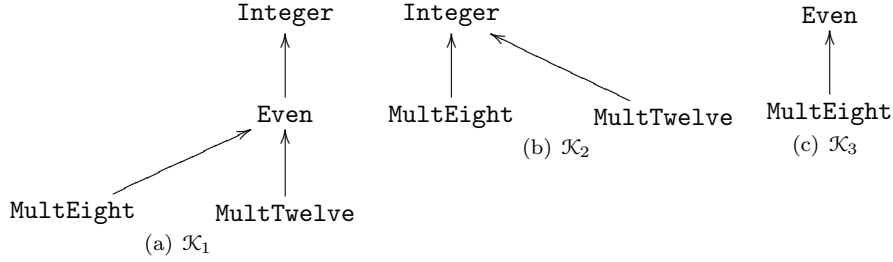 Integer
Even
MultEight MultTwelve
(a) 𝒦1
Integer
MultEight MultTwelve
(b) 𝒦2
Even
MultEight
(c) 𝒦3